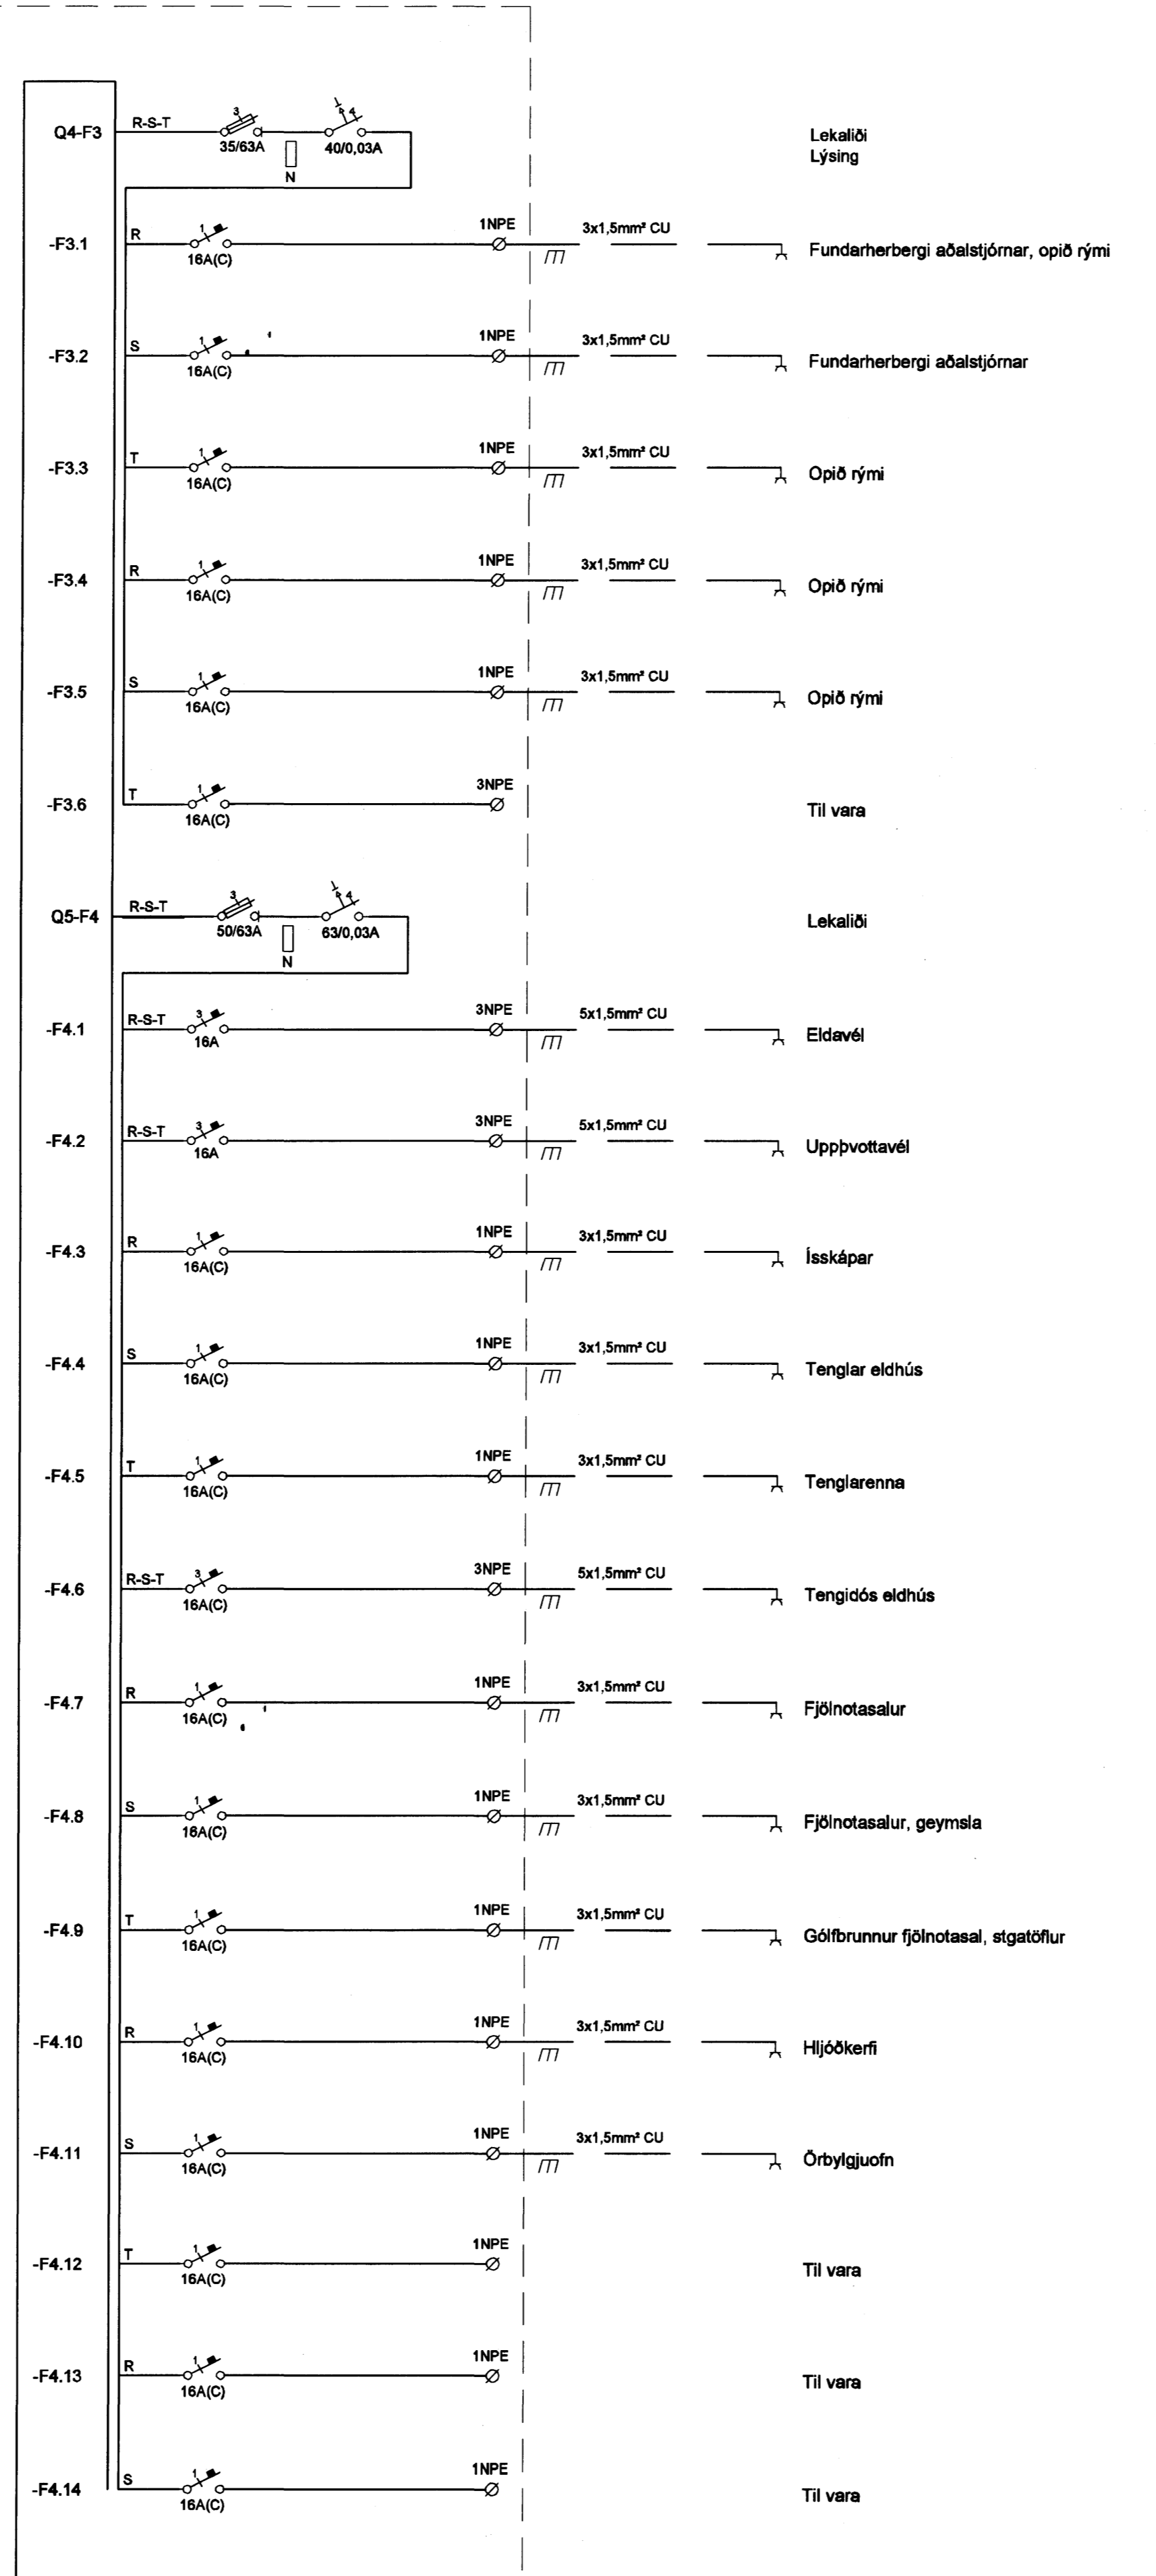 Q4-F3 R-S-T 3 35/63A N 4 40/0,03A Lekaliði
Lýsing
-F3.1 R 1 16A(C) 1NPE 3x1,5mm² CU Fundarherbergi aðalstjórnar, opið rými
-F3.2 S 1 16A(C) 1NPE 3x1,5mm² CU Fundarherbergi aðalstjórnar
-F3.3 T 1 16A(C) 1NPE 3x1,5mm² CU Opið rými
-F3.4 R 1 16A(C) 1NPE 3x1,5mm² CU Opið rými
-F3.5 S 1 16A(C) 1NPE 3x1,5mm² CU Opið rými
-F3.6 T 1 16A(C) 3NPE Til vara
Q5-F4 R-S-T 3 50/63A N 4 63/0,03A Lekaliði
-F4.1 R-S-T 3 16A 3NPE 5x1,5mm² CU Eldavél
-F4.2 R-S-T 3 16A 3NPE 5x1,5mm² CU Uppþvottavél
-F4.3 R 1 16A(C) 1NPE 3x1,5mm² CU Ísskápar
-F4.4 S 1 16A(C) 1NPE 3x1,5mm² CU Tenglar eldhús
-F4.5 T 1 16A(C) 1NPE 3x1,5mm² CU Tenglarenna
-F4.6 R-S-T 3 16A(C) 3NPE 5x1,5mm² CU Tengidós eldhús
-F4.7 R 1 16A(C) 1NPE 3x1,5mm² CU Fjölnotasalur
-F4.8 S 1 16A(C) 1NPE 3x1,5mm² CU Fjölnotasalur, geymsla
-F4.9 T 1 16A(C) 1NPE 3x1,5mm² CU Gólfbrunnur fjölnotasal, stgatöflur
-F4.10 R 1 16A(C) 1NPE 3x1,5mm² CU Hljóðkerfi
-F4.11 S 1 16A(C) 1NPE 3x1,5mm² CU Örbylgjuofn
-F4.12 T 1 16A(C) 1NPE Til vara
-F4.13 R 1 16A(C) 1NPE Til vara
-F4.14 S 1 16A(C) 1NPE Til vara